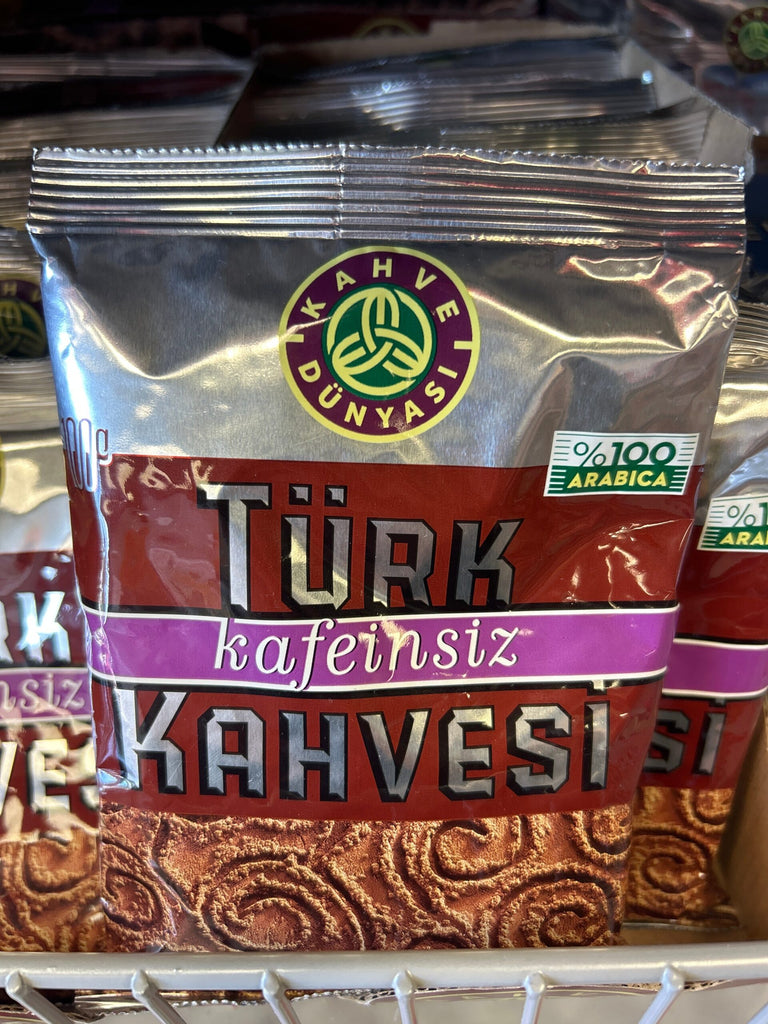 KAHVE
DÜNYASI
%100
ARABICA
TÜRK
kafeinsiz
KAHVESİ